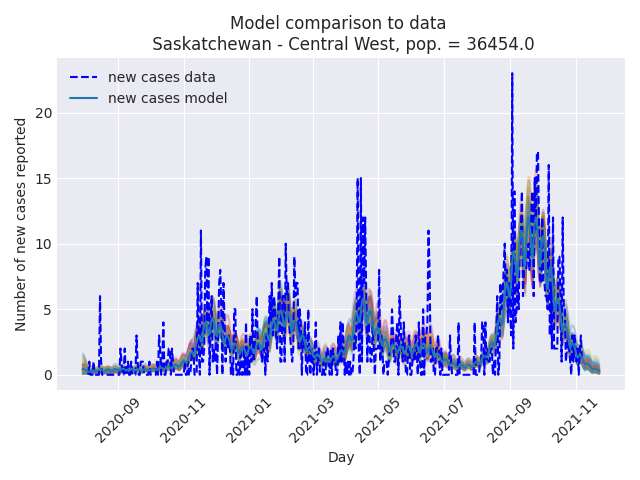 Model comparison to data
Saskatchewan - Central West, pop. = 36454.0
new cases data
new cases model
Number of new cases reported
20
15
10
5
0
2020-09
2020-11
2021-01
2021-03
2021-05
2021-07
2021-09
2021-11
Day